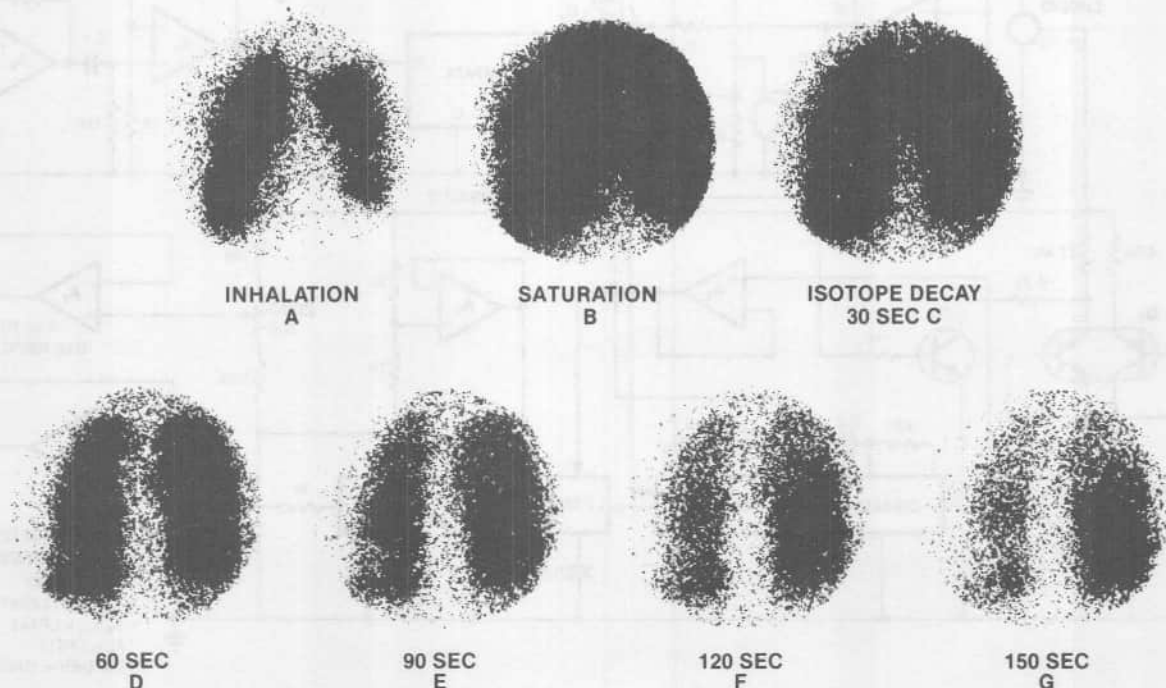 INHALATION
A
SATURATION
B
ISOTOPE DECAY
30 SEC C
60 SEC
D
90 SEC
E
120 SEC
F
150 SEC
G